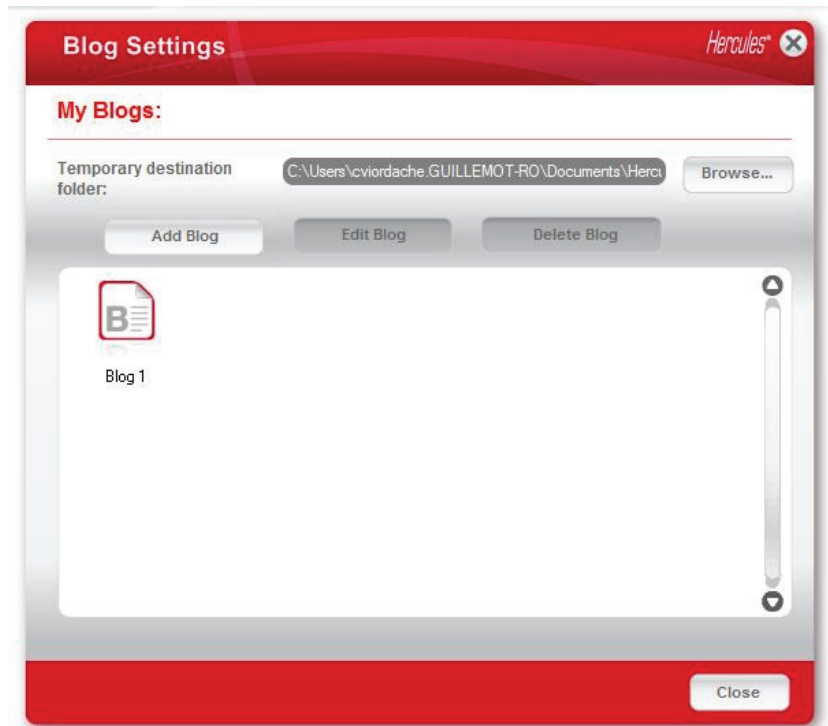 Blog Settings
Hercules®
My Blogs:
Temporary destination
folder:
C:\Users\cviordache.GUILLEMOT-RO\Documents\Hercu
Browse...
Add Blog
Edit Blog
Delete Blog
B
Blog 1
Close